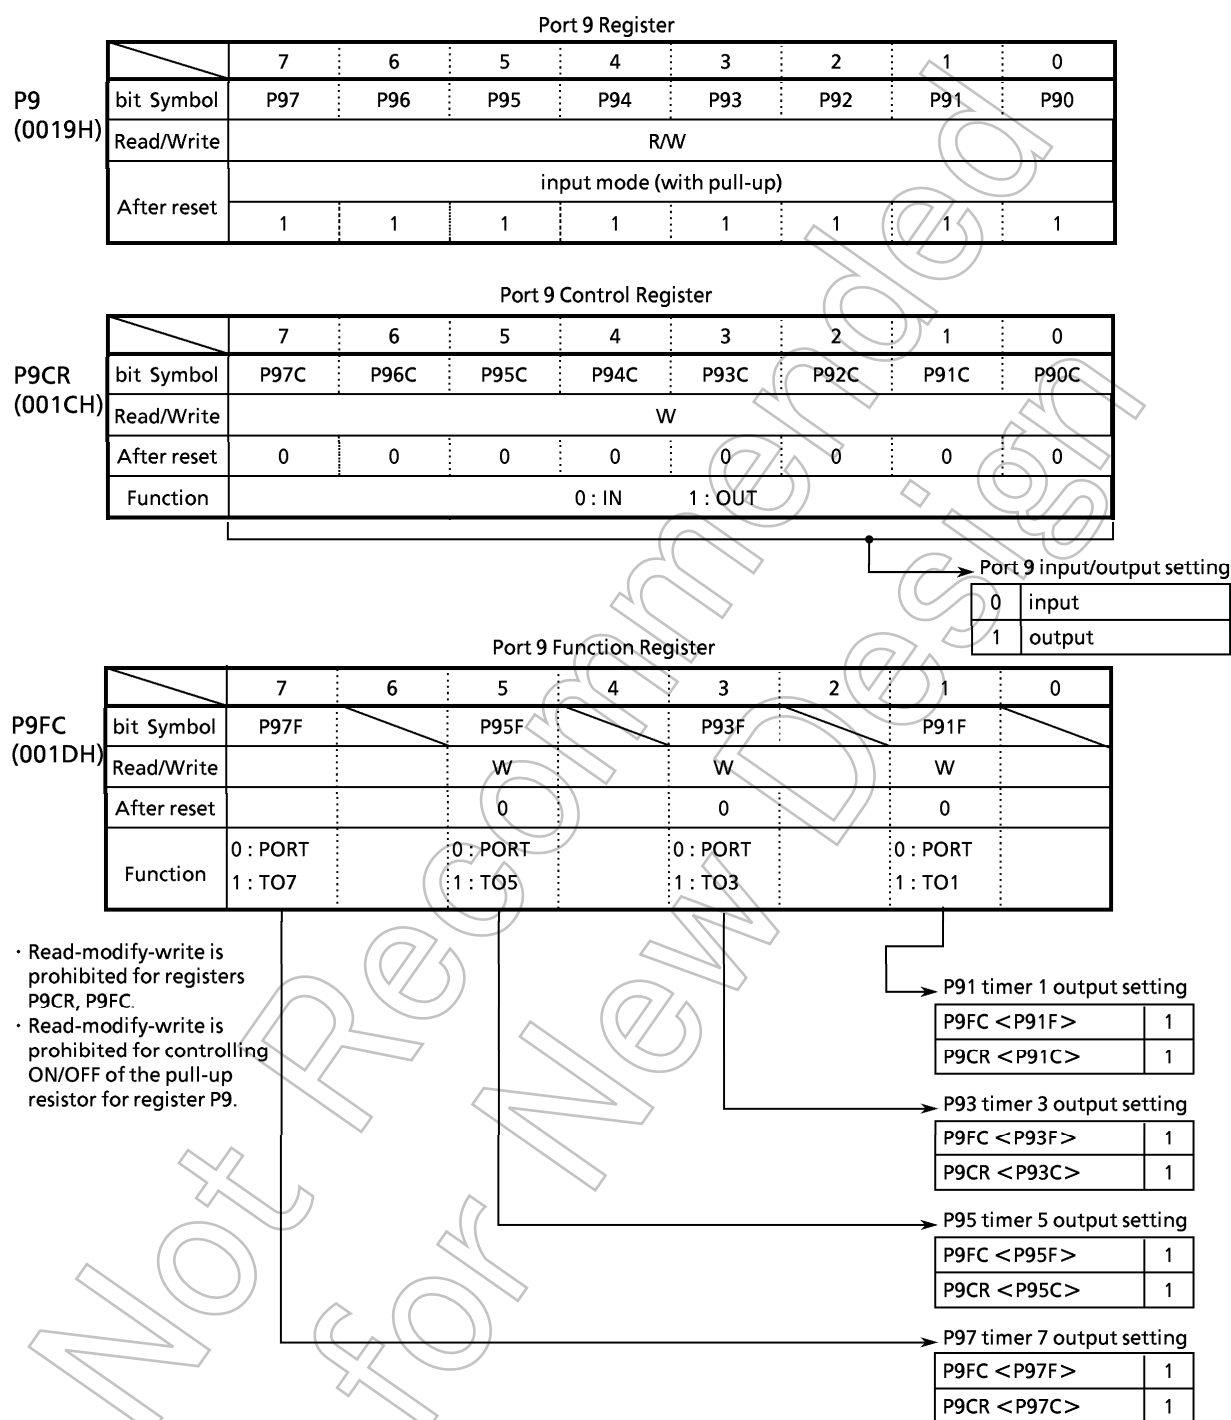 Port 9 Register
7 6 5 4 3 2 1 0
P9
(0019H)
bit Symbol P97 P96 P95 P94 P93 P92 P91 P90
Read/Write R/W
After reset
input mode (with pull-up)
1 1 1 1 1 1 1 1
Port 9 Control Register
7 6 5 4 3 2 1 0
P9CR
(001CH)
bit Symbol P97C P96C P95C P94C P93C P92C P91C P90C
Read/Write W
After reset 0 0 0 0 0 0 0 0
Function 0 : IN 1 : OUT
Port 9 input/output setting
0 input
1 output
Port 9 Function Register
7 6 5 4 3 2 1 0
P9FC
(001DH)
bit Symbol P97F P95F P93F P91F
Read/Write W W W
After reset 0 0 0
Function
0 : PORT 0 : PORT 0 : PORT 0 : PORT
1 : TO7 1 : TO5 1 : TO3 1 : TO1
· Read-modify-write is
prohibited for registers
P9CR, P9FC.
· Read-modify-write is
prohibited for controlling
ON/OFF of the pull-up
resistor for register P9.
P91 timer 1 output setting
P9FC <P91F> 1
P9CR <P91C> 1
P93 timer 3 output setting
P9FC <P93F> 1
P9CR <P93C> 1
P95 timer 5 output setting
P9FC <P95F> 1
P9CR <P95C> 1
P97 timer 7 output setting
P9FC <P97F> 1
P9CR <P97C> 1
Not Recommended
for New Design